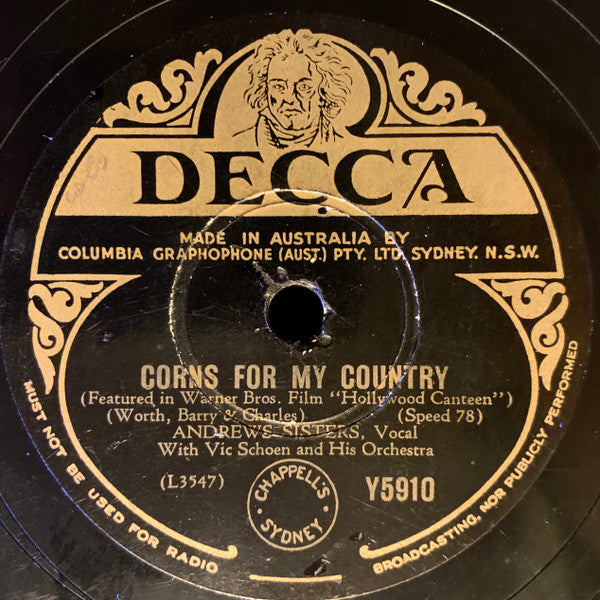 DECCA
MADE IN AUSTRALIA BY
COLUMBIA GRAPHOPHONE (AUST.) PTY. LTD. SYDNEY. N.S.W.
CORNS FOR MY COUNTRY
(Featured in Warner Bros. Film "Hollywood Canteen")
(Worth, Barry & Charles) (Speed 78)
ANDREWS SISTERS, Vocal
With Vic Schoen and His Orchestra
(L3547)
CHAPPELL'S
SYDNEY
Y5910
MUST NOT BE USED FOR RADIO BROADCASTING, NOR PUBLICLY PERFORMED